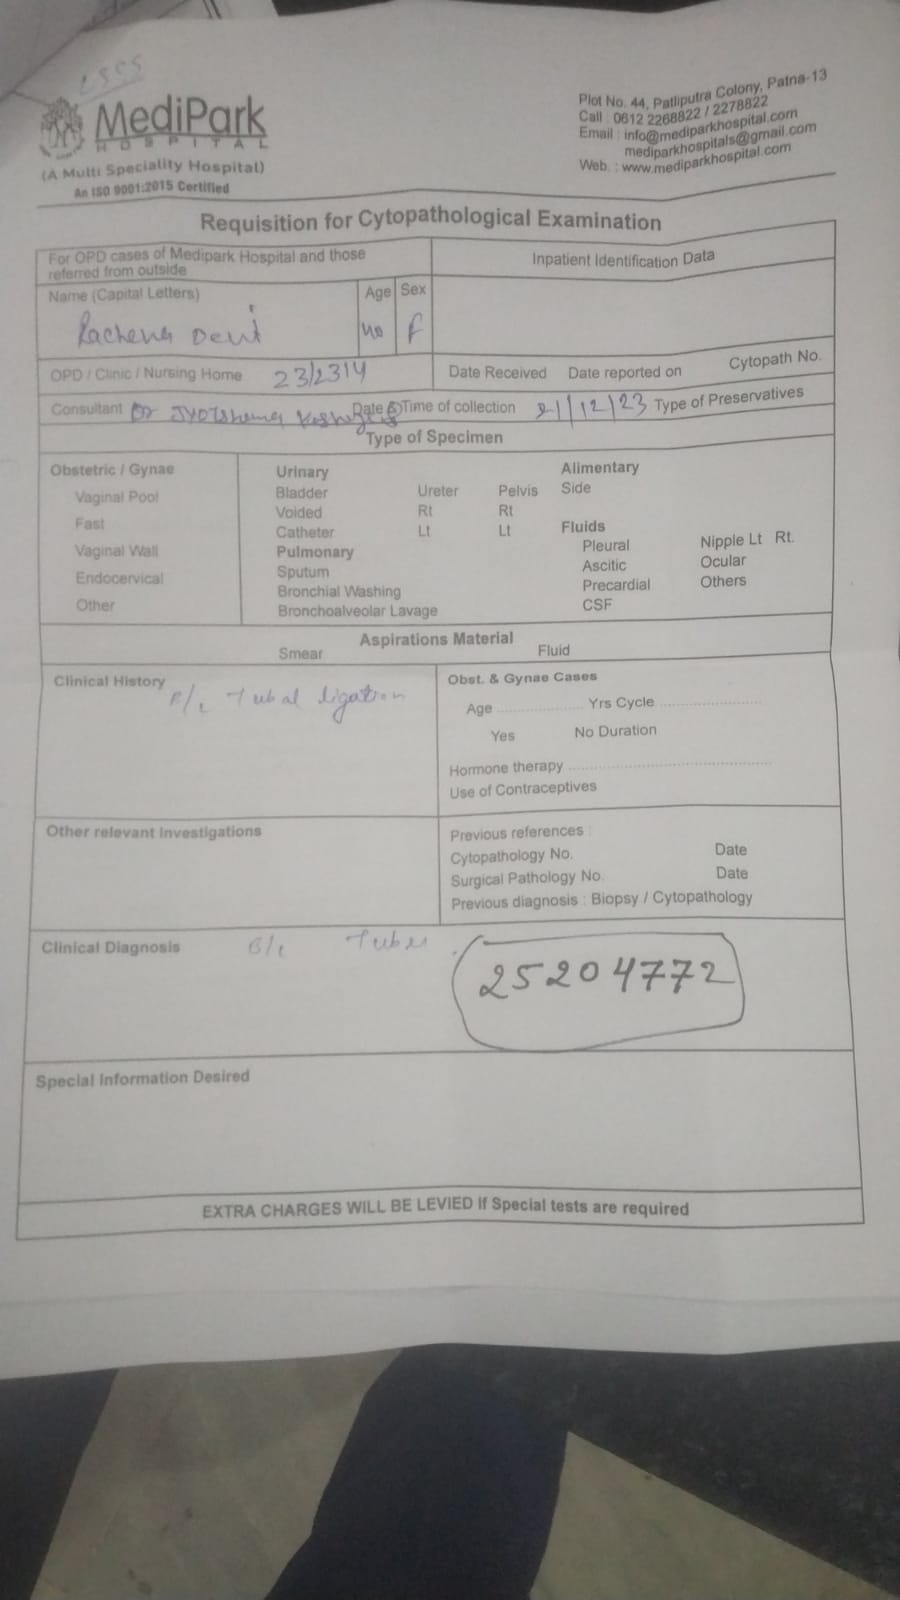 LSCS
MediPark
HOSPITAL
(A Multi Speciality Hospital)
An ISO 9001:2015 Certified
Plot No. 44, Patliputra Colony, Patna-13
Call : 0612 2268822 / 2278822
Email : info@mediparkhospital.com
mediparkhospitals@gmail.com
Web. : www.mediparkhospital.com
Requisition for Cytopathological Examination
For OPD cases of Medipark Hospital and those
referred from outside
Inpatient Identification Data
Name (Capital Letters) Age Sex
Rachena Devi 40 F
OPD / Clinic / Nursing Home 23/2314 Date Received Date reported on Cytopath No.
Consultant Dr Date & Time of collection 21/12/23 Type of Preservatives
Type of Specimen
Obstetric / Gynae
Vaginal Pool
Fast
Vaginal Wall
Endocervical
Other
Urinary
Bladder Ureter Pelvis
Voided Rt Rt
Catheter Lt Lt
Pulmonary
Sputum
Bronchial Washing
Bronchoalveolar Lavage
Alimentary
Side
Fluids
Pleural Nipple Lt Rt.
Ascitic Ocular
Precardial Others
CSF
Aspirations Material
Smear Fluid
Clinical History B/L Tubal ligation
Obst. & Gynae Cases
Age .................... Yrs Cycle ........................
Yes No Duration
Hormone therapy ................................................
Use of Contraceptives
Other relevant Investigations
Previous references :
Cytopathology No. Date
Surgical Pathology No. Date
Previous diagnosis : Biopsy / Cytopathology
Clinical Diagnosis B/L Tubes
25204772
Special Information Desired
EXTRA CHARGES WILL BE LEVIED If Special tests are required